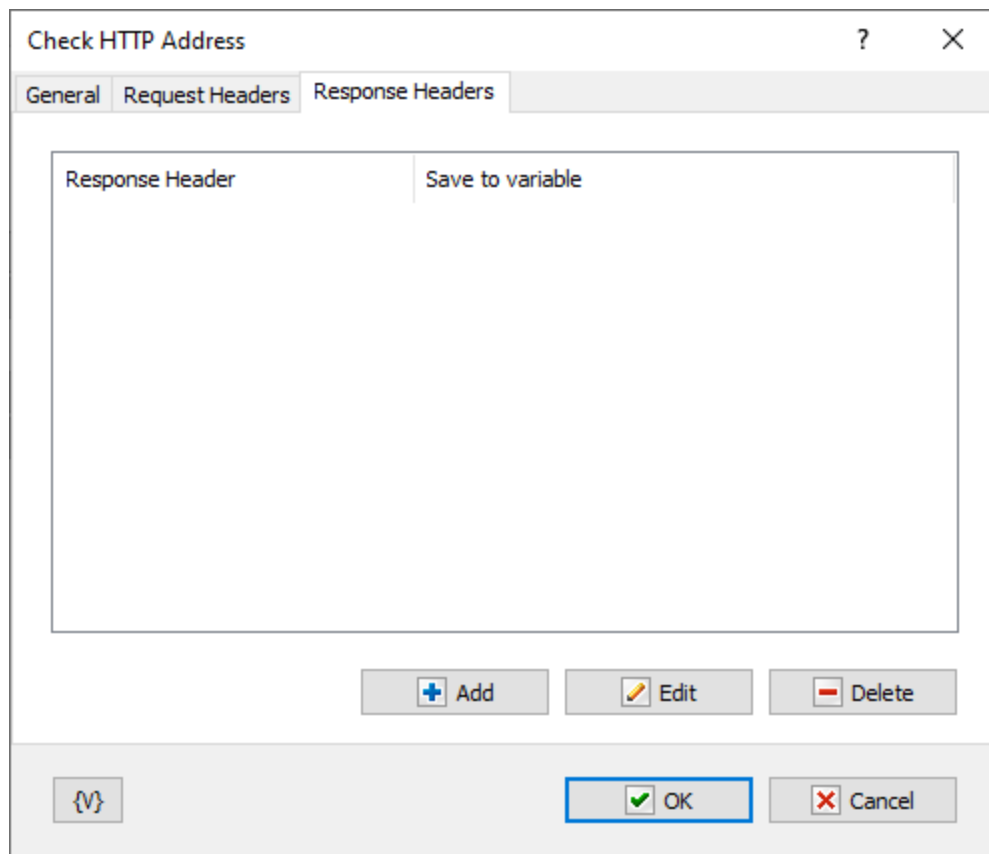 Check HTTP Address ?
General Request Headers Response Headers
Response Header Save to variable
Add Edit Delete
{V} OK Cancel